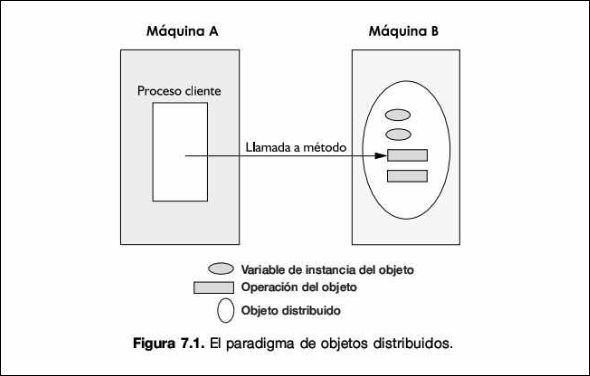 Máquina A
Máquina B
Proceso cliente
Llamada a método
Variable de instancia del objeto
Operación del objeto
Objeto distribuido
Figura 7.1. El paradigma de objetos distribuidos.